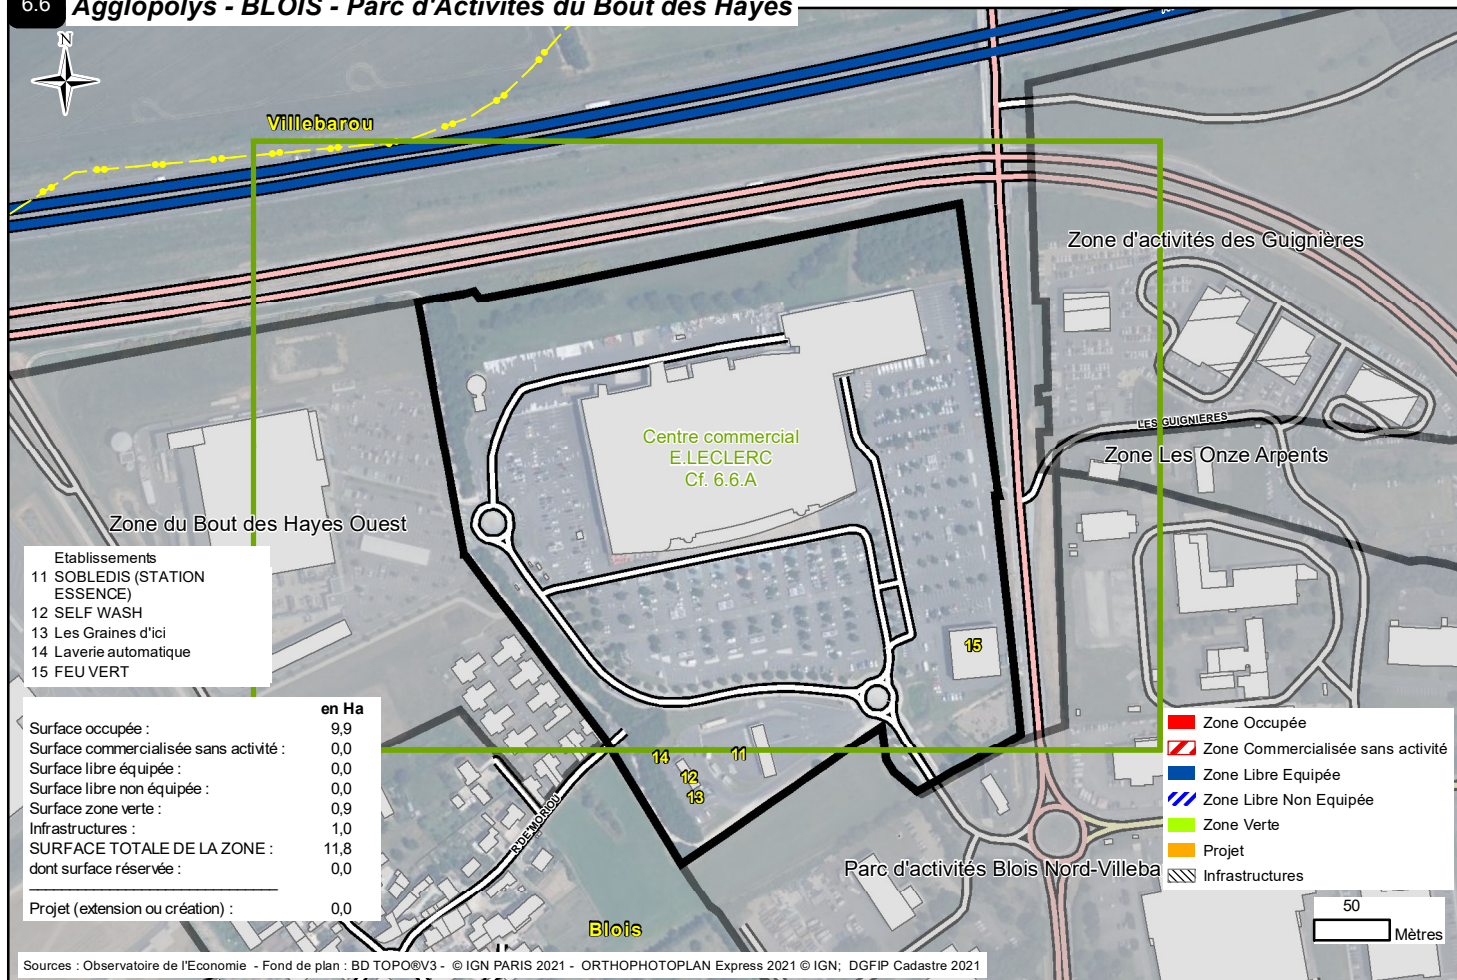 6.6 Agglopolys - BLOIS - Parc d'Activités du Bout des Hayes
N
Villebarou
Zone d'activités des Guignières
LES GUIGNIERES
Centre commercial
E.LECLERC
Cf. 6.6.A
Zone Les Onze Arpents
Zone du Bout des Hayes Ouest
Etablissements
11 SOBLEDIS (STATION
ESSENCE)
12 SELF WASH
13 Les Graines d'ici
14 Laverie automatique
15 FEU VERT
15
14
11
12
13
en Ha
Surface occupée : 9,9
Surface commercialisée sans activité : 0,0
Surface libre équipée : 0,0
Surface libre non équipée : 0,0
Surface zone verte : 0,9
Infrastructures : 1,0
SURFACE TOTALE DE LA ZONE : 11,8
dont surface réservée : 0,0
Projet (extension ou création) : 0,0
R DE MORIOU
Zone Occupée
Zone Commercialisée sans activité
Zone Libre Equipée
Zone Libre Non Equipée
Zone Verte
Projet
Infrastructures
Parc d'activités Blois Nord-Villeba
Blois
50
Mètres
Sources : Observatoire de l'Economie - Fond de plan : BD TOPO®V3 - © IGN PARIS 2021 - ORTHOPHOTOPLAN Express 2021 © IGN; DGFIP Cadastre 2021